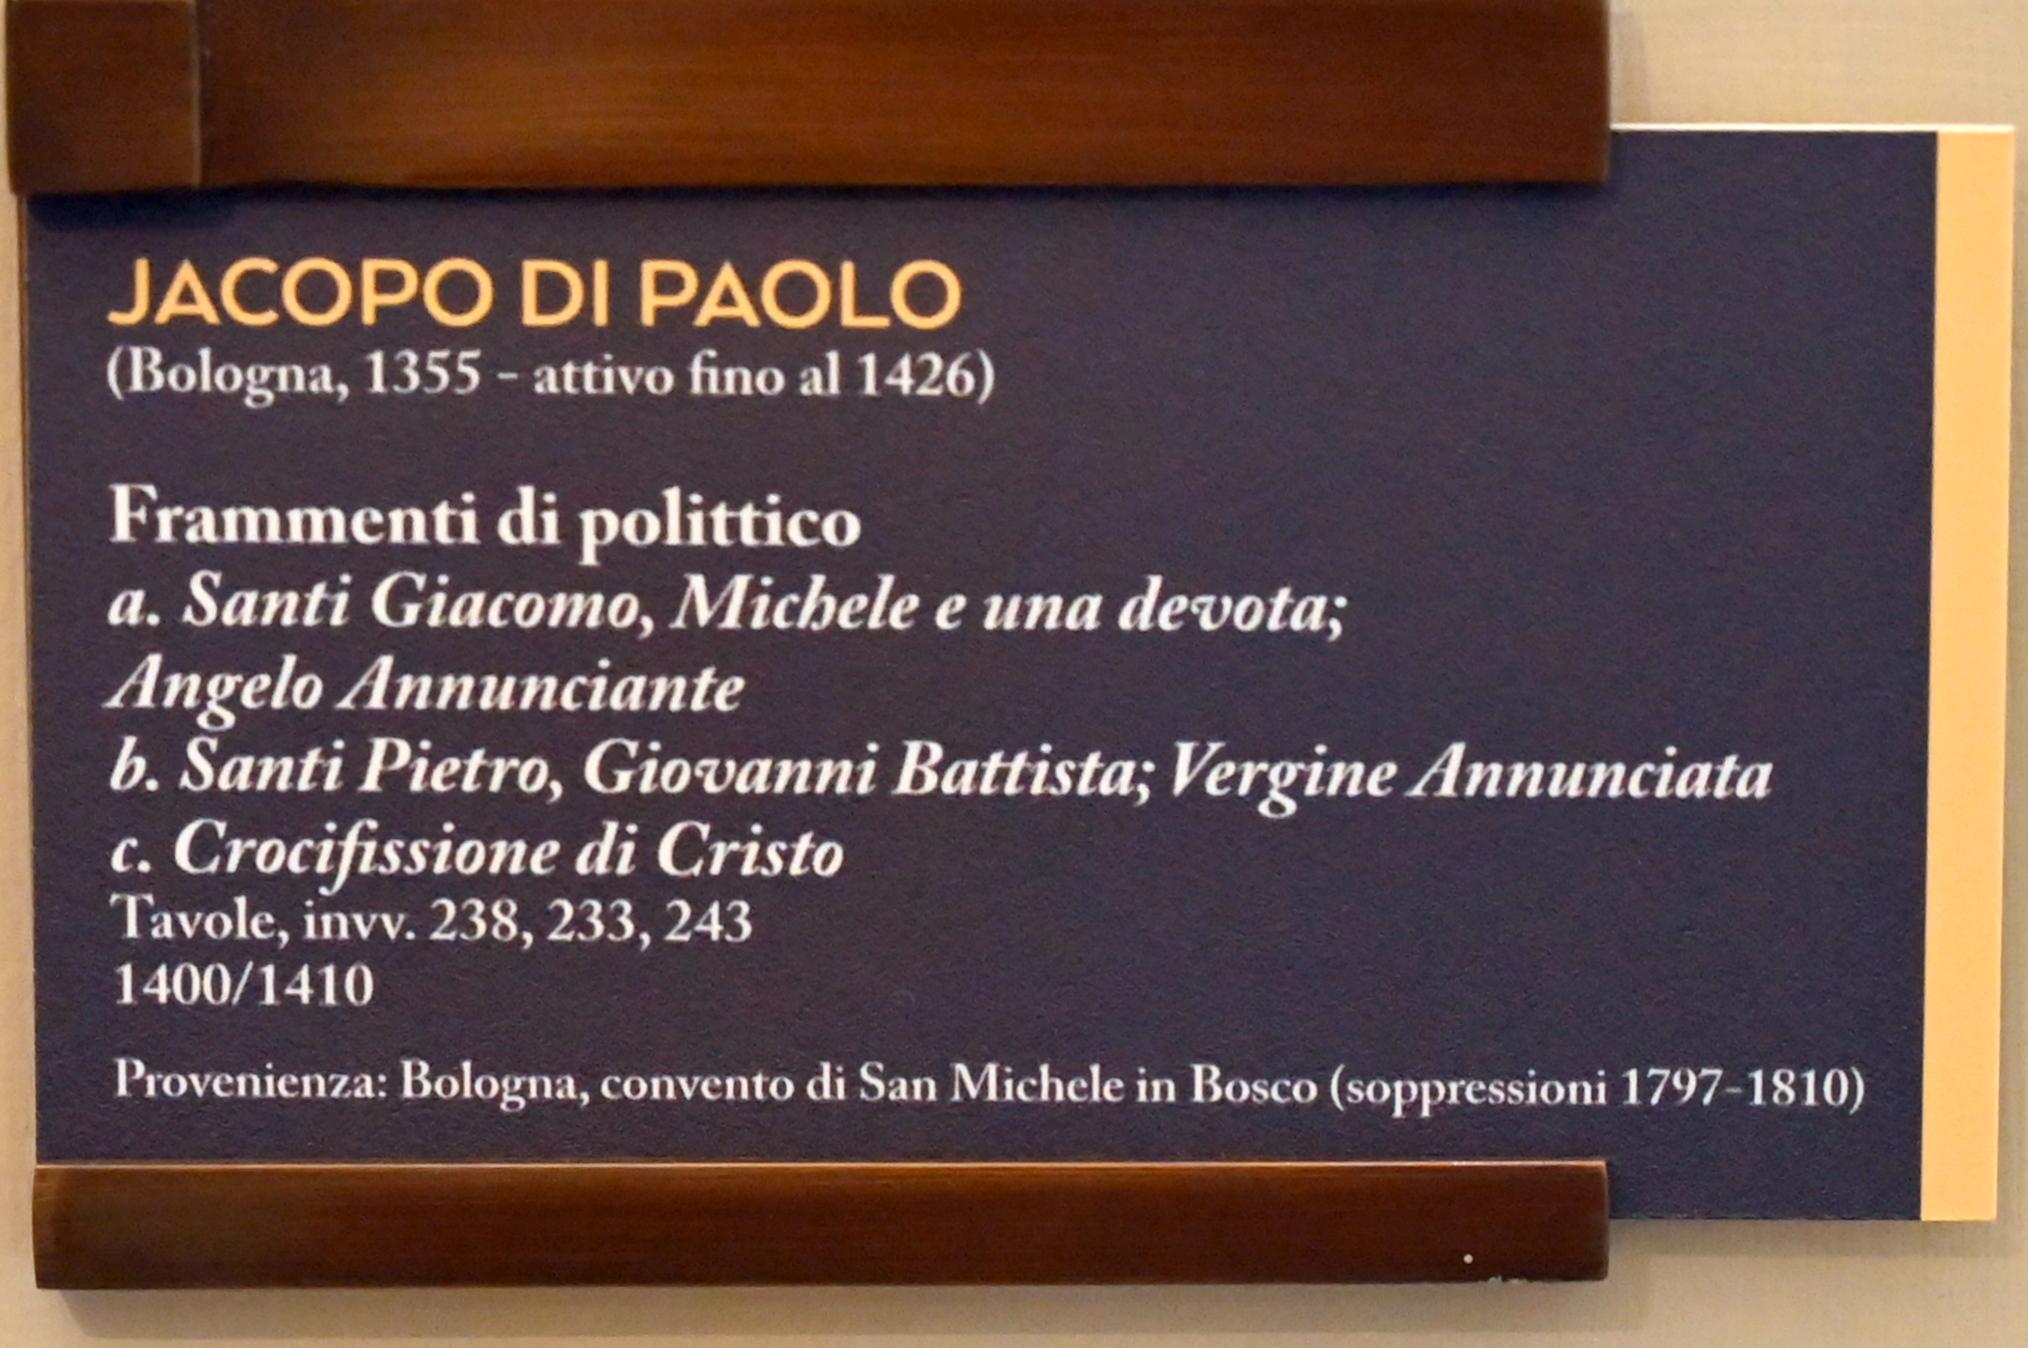 JACOPO DI PAOLO
(Bologna, 1355 - attivo fino al 1426)
Frammenti di polittico
a. Santi Giacomo, Michele e una devota;
Angelo Annunciante
b. Santi Pietro, Giovanni Battista; Vergine Annunciata
c. Crocifissione di Cristo
Tavole, invv. 238, 233, 243
1400/1410
Provenienza: Bologna, convento di San Michele in Bosco (soppressioni 1797-1810)